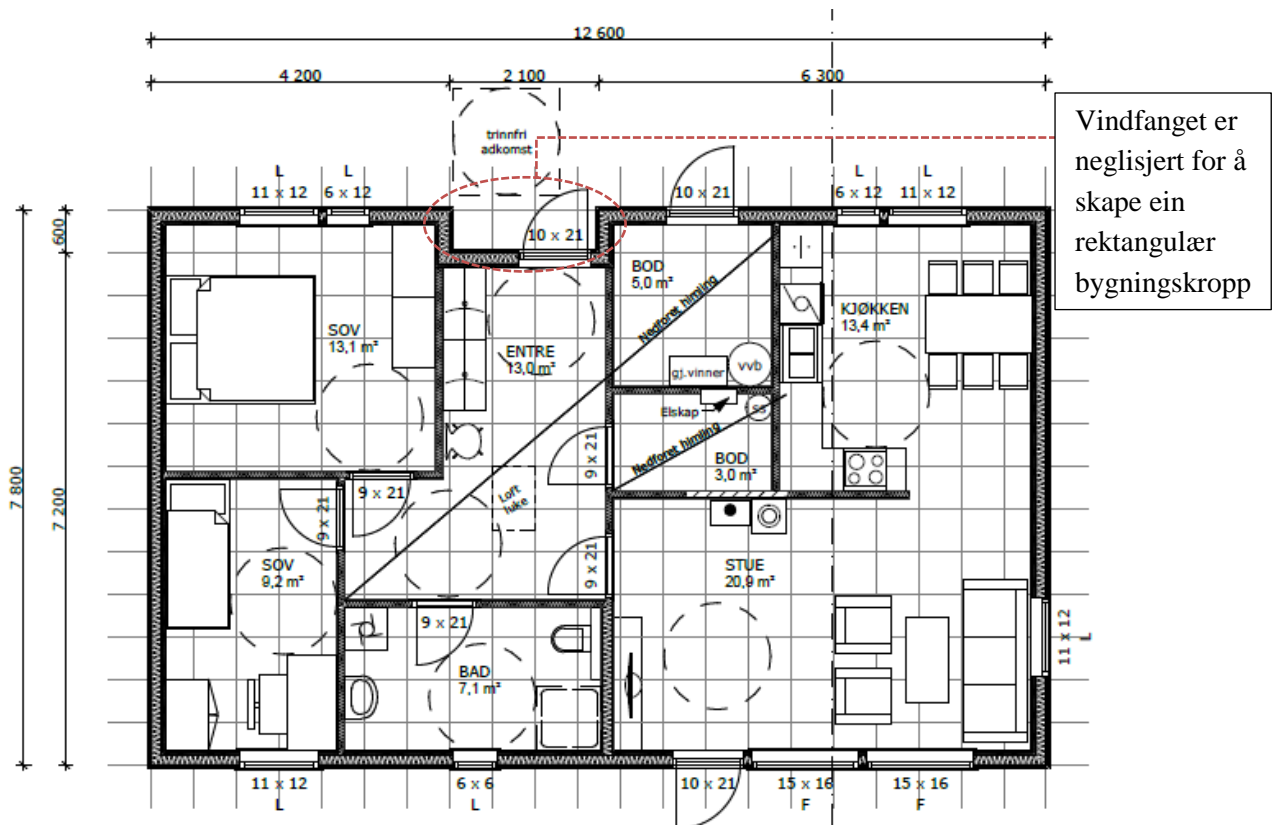 12 600
4 200
2 100
6 300
Vindfanget er
neglisjert for å
skape ein
rektangulær
bygningskropp
trinnfri
adkomst
L
L
11 x 12
6 x 12
10 x 21
L
L
6 x 12
11 x 12
10 x 21
600
7 800
7 200
SOV
13,1 m²
ENTRE
13,0 m²
BOD
5,0 m²
Nedforet himling
gj.vinner
vvb
KJØKKEN
13,4 m²
Elskap
SS
Nedforet himling
BOD
3,0 m²
9 x 21
9 x 21
9 x 21
Loft
luke
9 x 21
SOV
9,2 m²
STUE
20,9 m²
9 x 21
BAD
7,1 m²
11 x 12
L
11 x 12
L
6 x 6
L
10 x 21
15 x 16
F
15 x 16
F